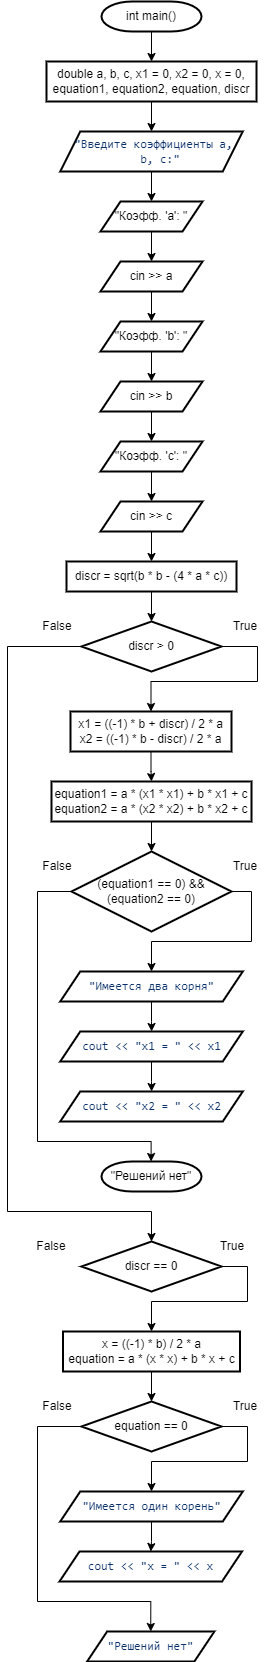 int main()
double a, b, c, x1 = 0, x2 = 0, x = 0,
equation1, equation2, equation, discr
"Введите коэффициенты a,
b, c:"
"Коэфф. 'a': "
cin >> a
"Коэфф. 'b': "
cin >> b
"Коэфф. 'c': "
cin >> c
discr = sqrt(b * b - (4 * a * c))
False
True
discr > 0
x1 = ((-1) * b + discr) / 2 * a
x2 = ((-1) * b - discr) / 2 * a
equation1 = a * (x1 * x1) + b * x1 + c
equation2 = a * (x2 * x2) + b * x2 + c
False
True
(equation1 == 0) &&
(equation2 == 0)
"Имеется два корня"
cout << "x1 = " << x1
cout << "x2 = " << x2
"Решений нет"
False
True
discr == 0
x = ((-1) * b) / 2 * a
equation = a * (x * x) + b * x + c
False
True
equation == 0
"Имеется один корень"
cout << "x = " << x
"Решений нет"